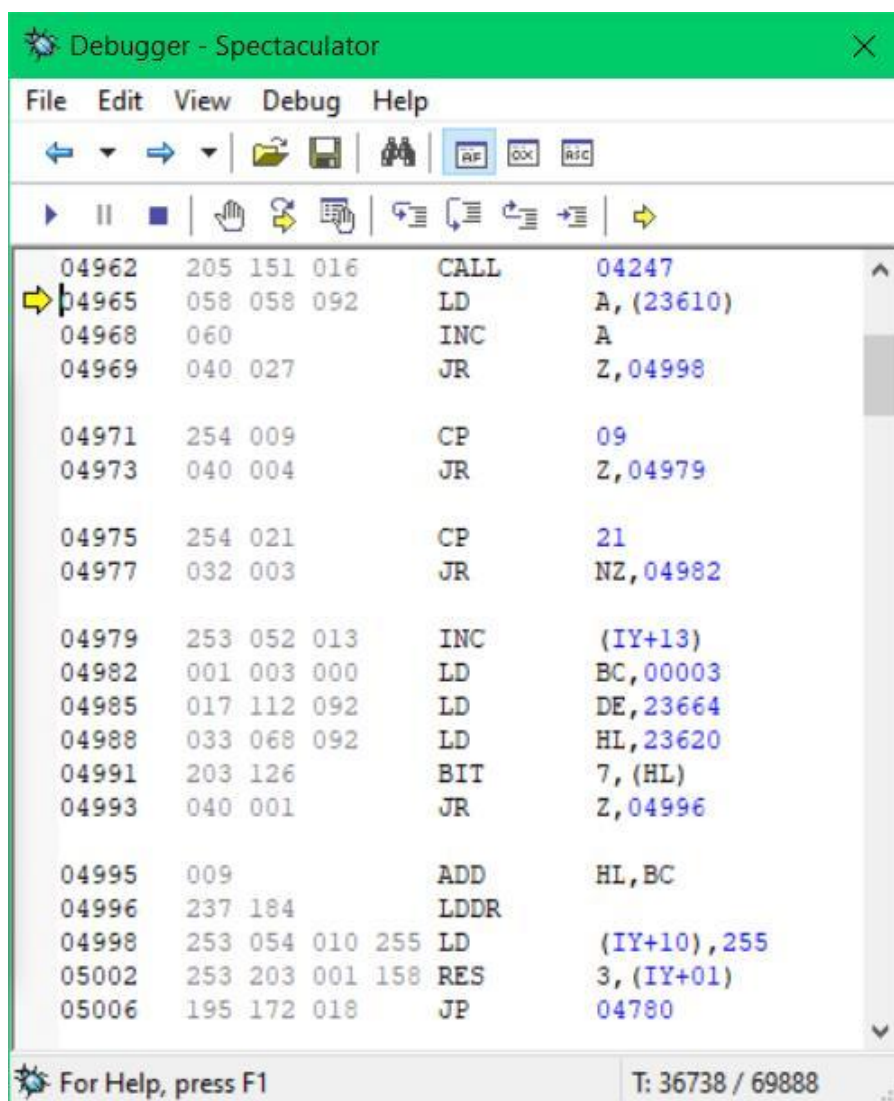 Debugger - Spectaculator
File Edit View Debug Help
AF 0X ASC
04962 205 151 016 CALL 04247
04965 058 058 092 LD A,(23610)
04968 060 INC A
04969 040 027 JR Z,04998
04971 254 009 CP 09
04973 040 004 JR Z,04979
04975 254 021 CP 21
04977 032 003 JR NZ,04982
04979 253 052 013 INC (IY+13)
04982 001 003 000 LD BC,00003
04985 017 112 092 LD DE,23664
04988 033 068 092 LD HL,23620
04991 203 126 BIT 7,(HL)
04993 040 001 JR Z,04996
04995 009 ADD HL,BC
04996 237 184 LDDR
04998 253 054 010 255 LD (IY+10),255
05002 253 203 001 158 RES 3,(IY+01)
05006 195 172 018 JP 04780
For Help, press F1 T: 36738 / 69888